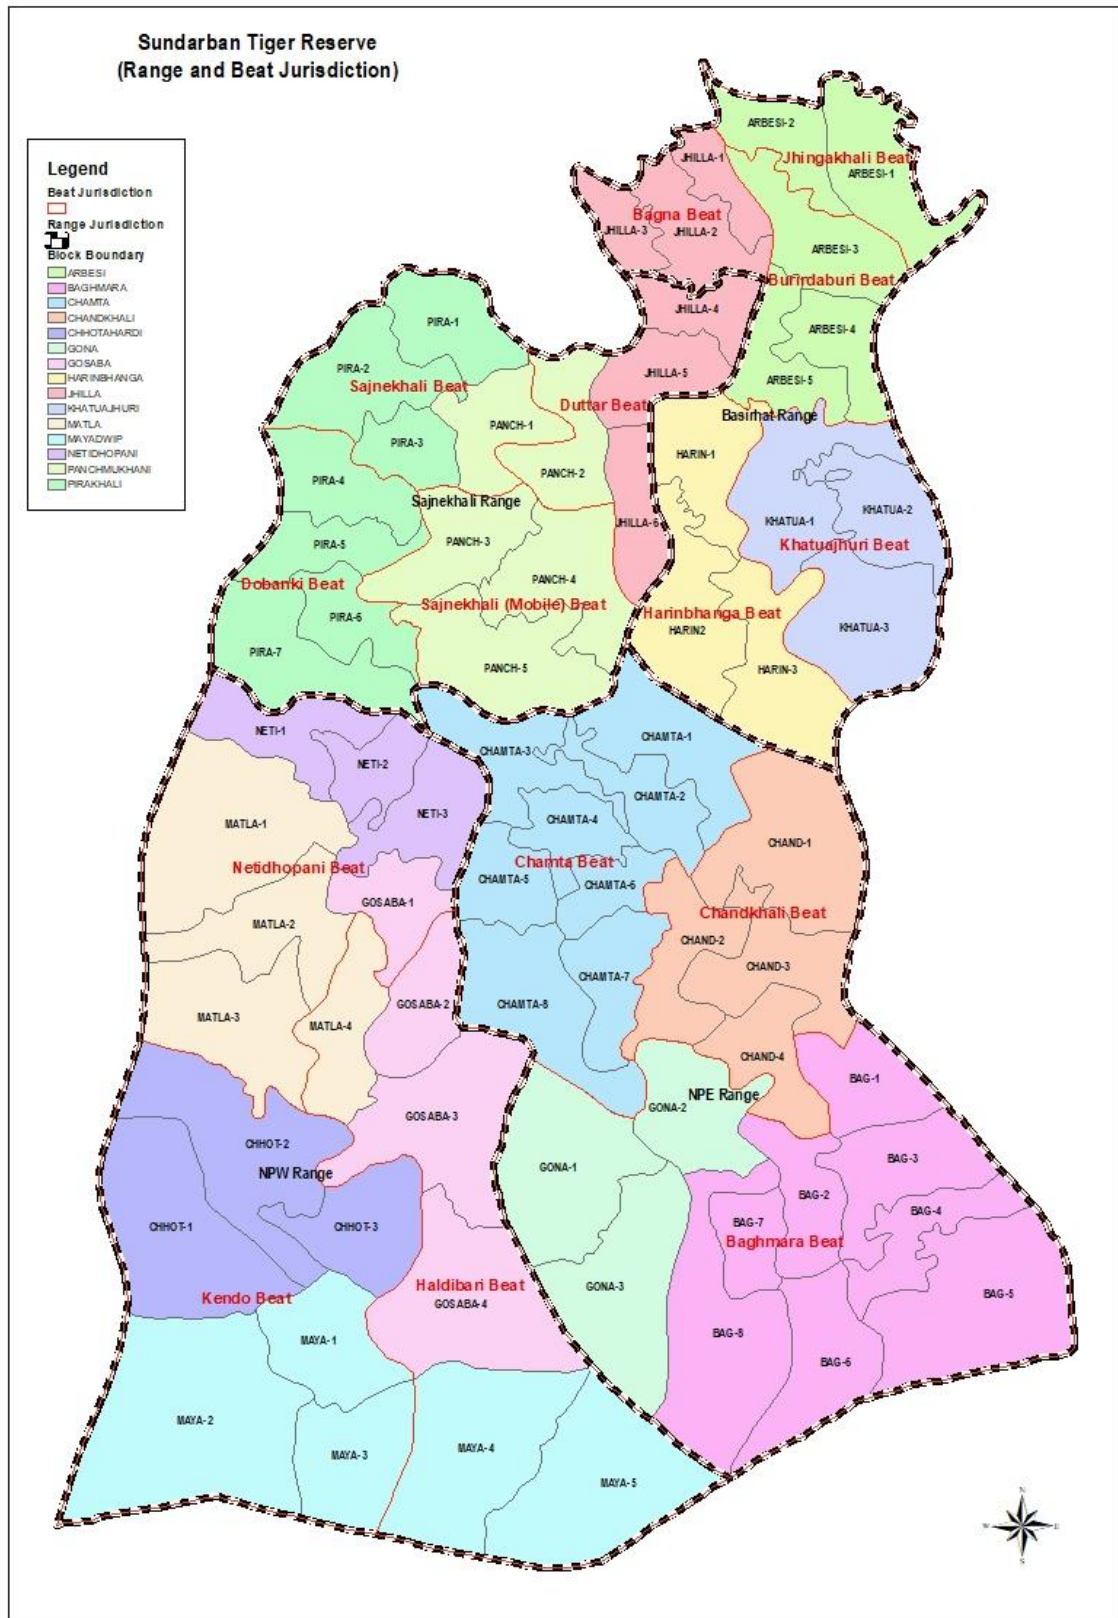 Sundarban Tiger Reserve
(Range and Beat Jurisdiction)
Legend
Beat Jurisdiction
Range Jurisdiction
Block Boundary
ARBESI
BAGHMARA
CHAMTA
CHANDKHALI
CHHOTAHARDI
GONA
GOSABA
HARINBHANGA
JHILLA
KHATUAJHURI
MATLA
MAYADWIP
NETIDHOPANI
PANCHMUKHANI
PIRAKHALI
ARBESI-2
JHILLA-1
Jhingakhali Beat
ARBESI-1
Bagna Beat
JHILLA-3
JHILLA-2
ARBESI-3
Burirdaburi Beat
JHILLA-4
PIRA-1
ARBESI-4
PIRA-2
JHILLA-5
ARBESI-5
Sajnekhali Beat
Duttar Beat
Basirhat Range
PANCH-1
PIRA-3
HARIN-1
PANCH-2
PIRA-4
Sajnekhali Range
KHATUA-2
JHILLA-6
KHATUA-1
PIRA-5
PANCH-3
Khatuajhuri Beat
Dobanki Beat
PANCH-4
Sajnekhali (Mobile) Beat
Harinbhanga Beat
PIRA-6
HARIN2
KHATUA-3
PIRA-7
PANCH-5
HARIN-3
NETI-1
CHAMTA-1
CHAMTA-3
NETI-2
CHAMTA-2
NETI-3
CHAMTA-4
MATLA-1
CHAND-1
Netidhopani Beat
Chamta Beat
CHAMTA-5
CHAMTA-6
GOSABA-1
Chandkhali Beat
MATLA-2
CHAND-2
CHAND-3
CHAMTA-7
GOSABA-2
CHAMTA-8
MATLA-3
MATLA-4
CHAND-4
BAG-1
NPE Range
GONA-2
GOSABA-3
CHHOT-2
BAG-3
GONA-1
NPW Range
BAG-2
BAG-4
CHHOT-1
CHHOT-3
BAG-7
Baghmara Beat
Haldibari Beat
GONA-3
Kendo Beat
GOSABA-4
BAG-5
BAG-8
MAYA-1
BAG-6
MAYA-2
MAYA-4
MAYA-3
MAYA-5
N
W
E
S